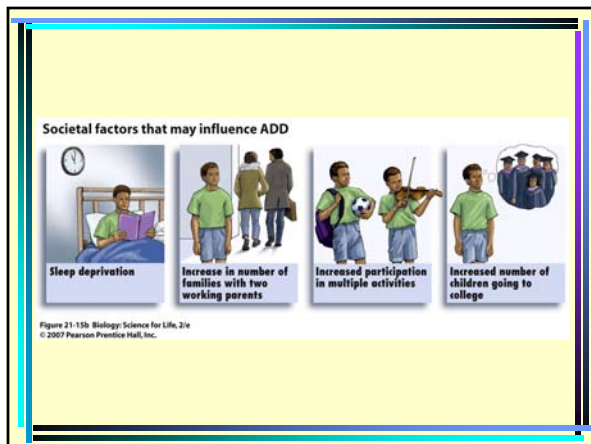 Societal factors that may influence ADD
Sleep deprivation
Increase in number of
families with two
working parents
Increased participation
in multiple activities
Increased number of
children going to
college
Figure 21-15b Biology: Science for Life, 2/e
© 2007 Pearson Prentice Hall, Inc.